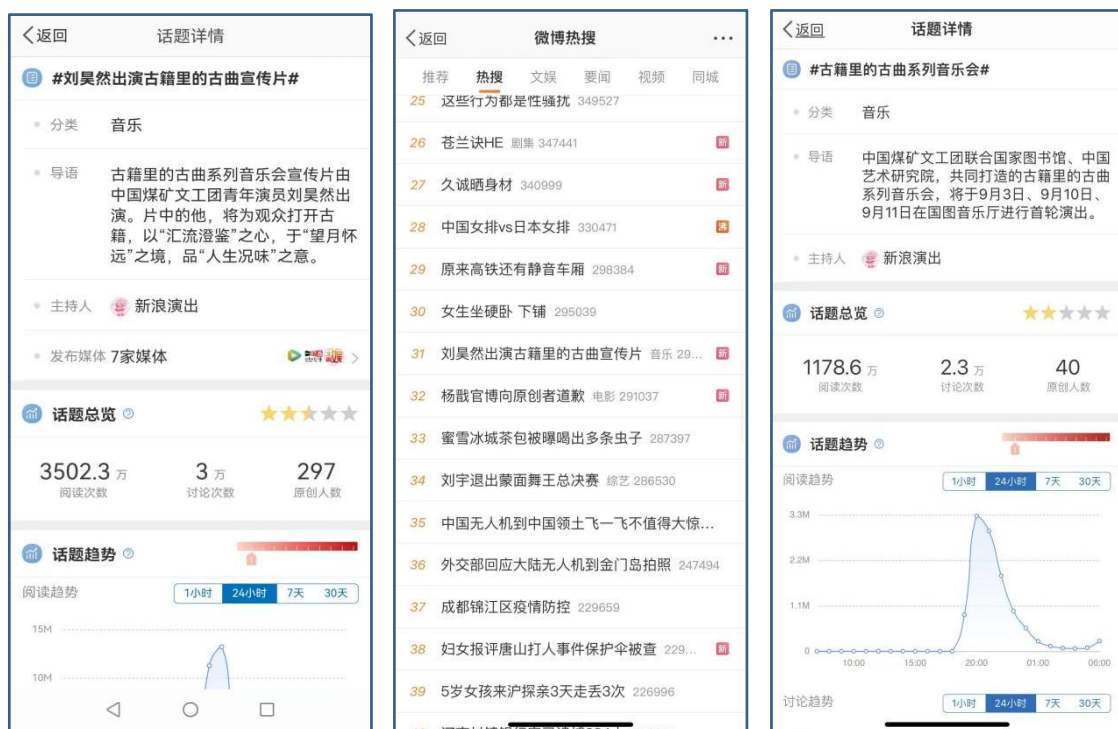 返回
话题详情
#刘昊然出演古籍里的古曲宣传片#
分类 音乐
导语 古籍里的古曲系列音乐会宣传片由
中国煤矿文工团青年演员刘昊然出
演。片中的他，将为观众打开古
籍，以“汇流澄鉴”之心，于“望月怀
远”之境，品“人生况味”之意。
主持人 新浪演出
发布媒体 7家媒体
话题总览
3502.3万 3万 297
阅读次数 讨论次数 原创人数
话题趋势
阅读趋势 1小时 24小时 7天 30天
15M
10M
返回 微博热搜
推荐 热搜 文娱 要闻 视频 同城
25 这些行为都是性骚扰 349527
26 苍兰诀HE 剧集 347441 新
27 久诚晒身材 340999 新
28 中国女排vs日本女排 330471 沸
29 原来高铁还有静音车厢 298384 新
30 女生坐硬卧 下铺 295039
31 刘昊然出演古籍里的古曲宣传片 音乐 29... 新
32 杨戬官博向原创者道歉 电影 291037 新
33 蜜雪冰城茶包被曝喝出多条虫子 287397
34 刘宇退出蒙面舞王总决赛 综艺 286530
35 中国无人机到中国领土飞一飞不值得大惊...
36 外交部回应大陆无人机到金门岛拍照 247494
37 成都锦江区疫情防控 229659
38 妇女报评唐山打人事件保护伞被查 229... 新
39 5岁女孩来沪探亲3天走丢3次 226996
返回 话题详情
#古籍里的古曲系列音乐会#
分类 音乐
导语 中国煤矿文工团联合国家图书馆、中国
艺术研究院，共同打造的古籍里的古曲
系列音乐会，将于9月3日、9月10日、
9月11日在国图音乐厅进行首轮演出。
主持人 新浪演出
话题总览
1178.6万 2.3万 40
阅读次数 讨论次数 原创人数
话题趋势
阅读趋势 1小时 24小时 7天 30天
3.3M
2.2M
1.1M
0
10:00 15:00 20:00 01:00 06:00
讨论趋势 1小时 24小时 7天 30天